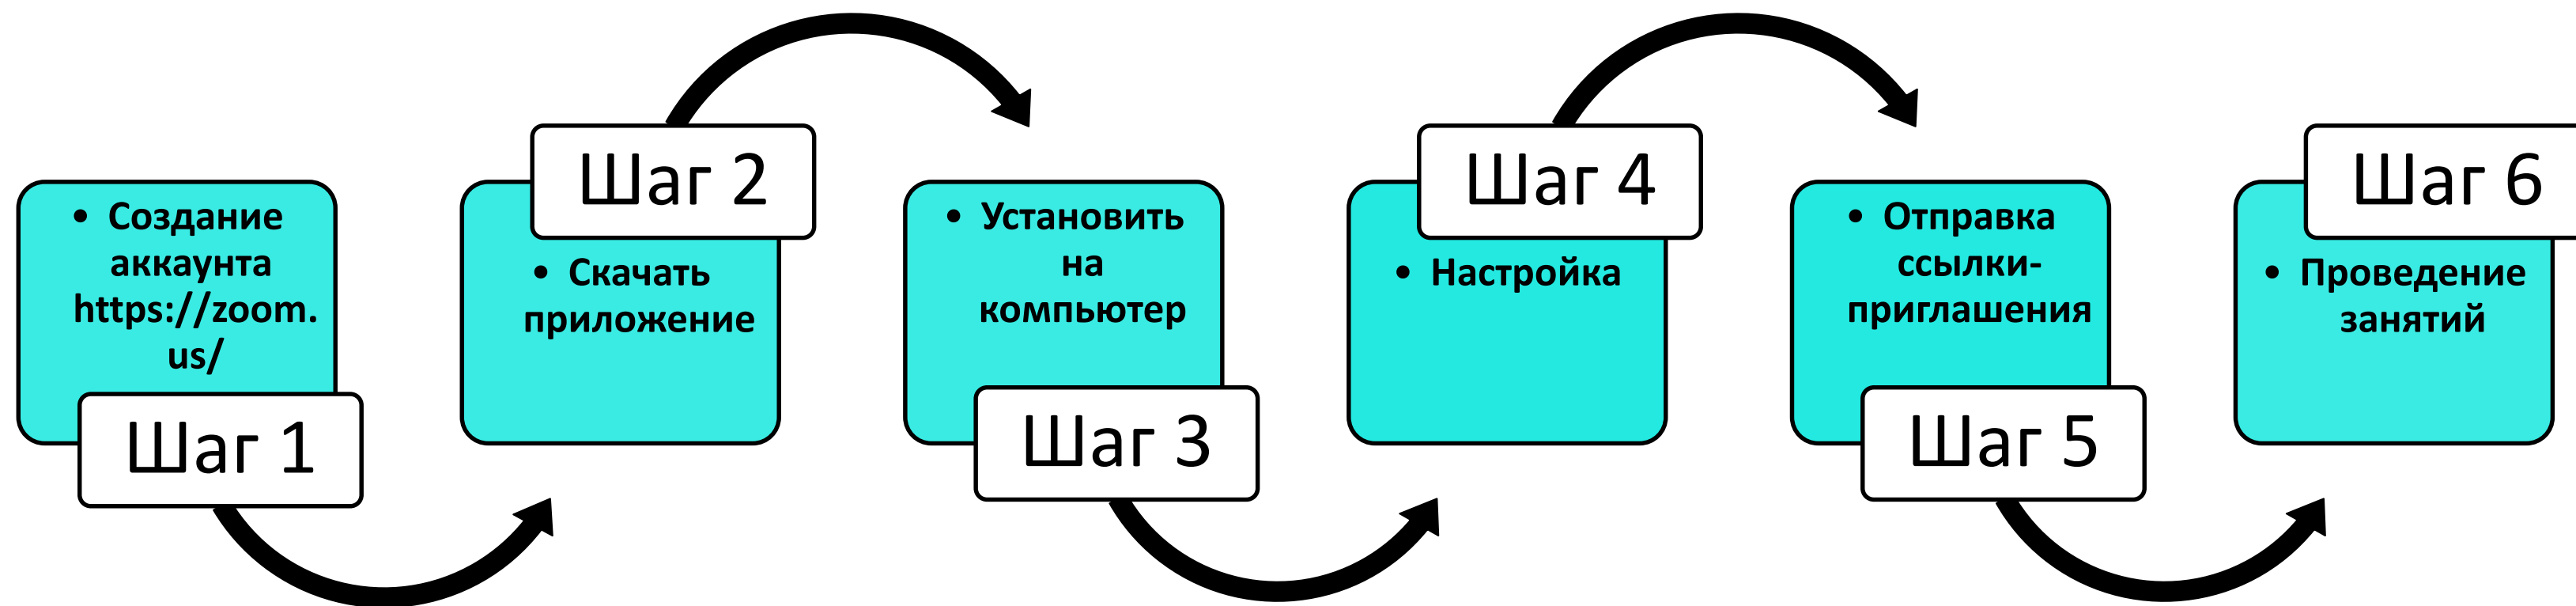 • Создание
аккаунта
https://zoom.
us/
Шаг 1
Шаг 2
• Скачать
приложение
• Установить
на
компьютер
Шаг 3
Шаг 4
• Настройка
• Отправка
ссылки-
приглашения
Шаг 5
Шаг 6
• Проведение
занятий